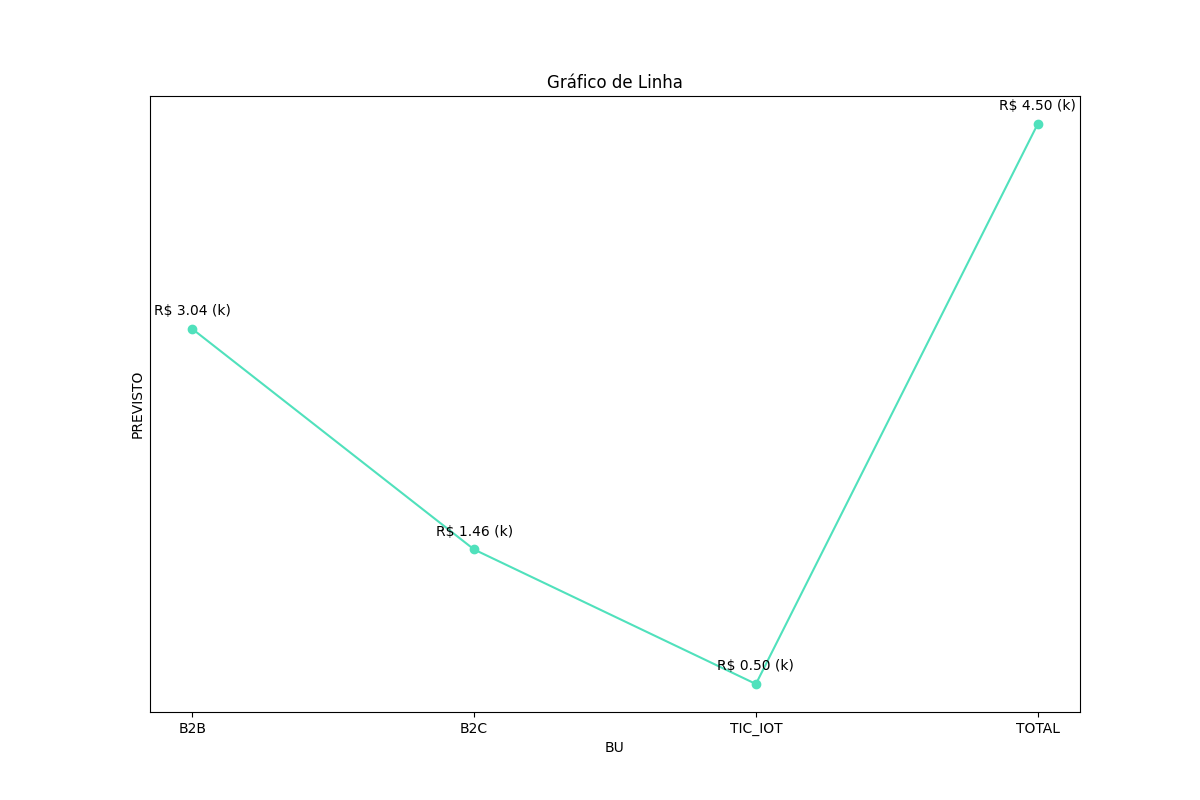 Gráfico de Linha
R$ 4.50 (k)
R$ 3.04 (k)
PREVISTO
R$ 1.46 (k)
R$ 0.50 (k)
B2B
B2C
TIC_IOT
TOTAL
BU